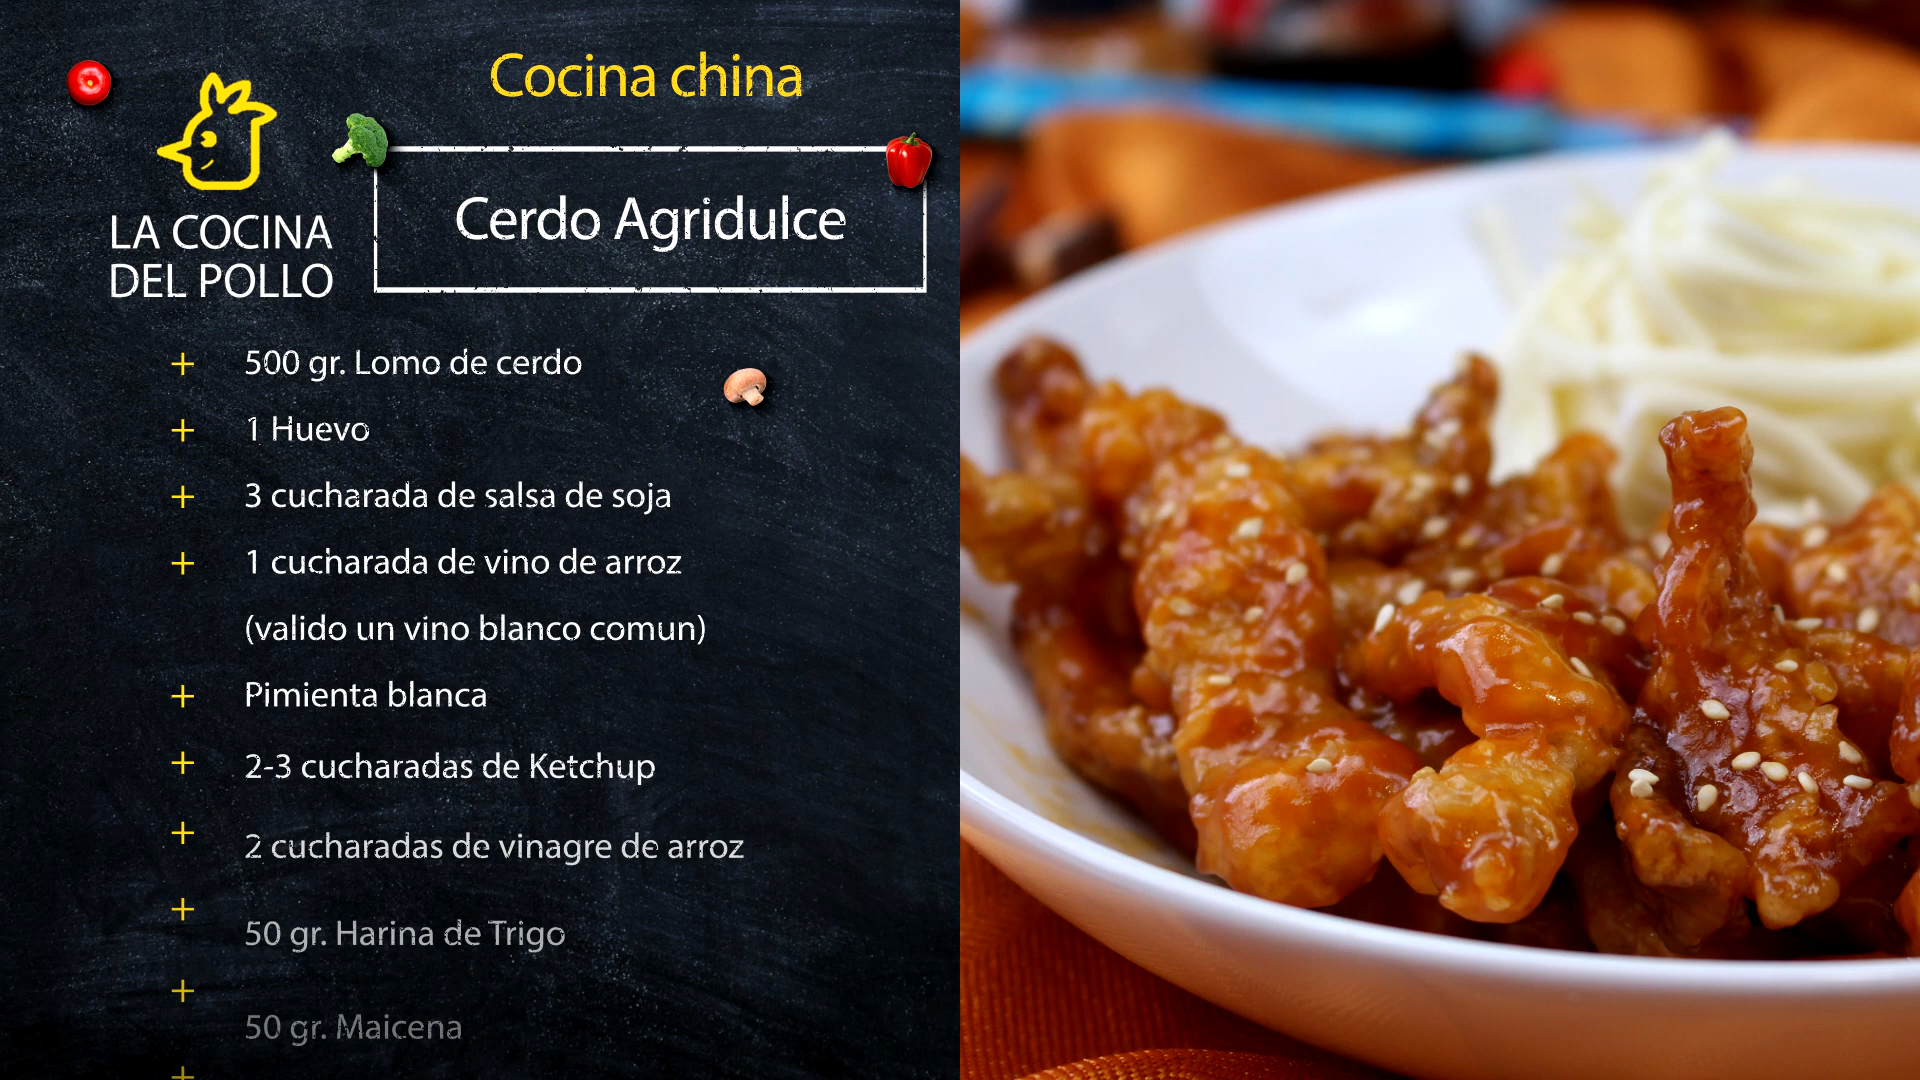 Cocina china
LA COCINA
DEL POLLO
Cerdo Agridulce
+ 500 gr. Lomo de cerdo
+ 1 Huevo
+ 3 cucharada de salsa de soja
+ 1 cucharada de vino de arroz
(valido un vino blanco comun)
+ Pimienta blanca
+ 2-3 cucharadas de Ketchup
+ 2 cucharadas de vinagre de arroz
+ 50 gr. Harina de Trigo
+ 50 gr. Maicena
+